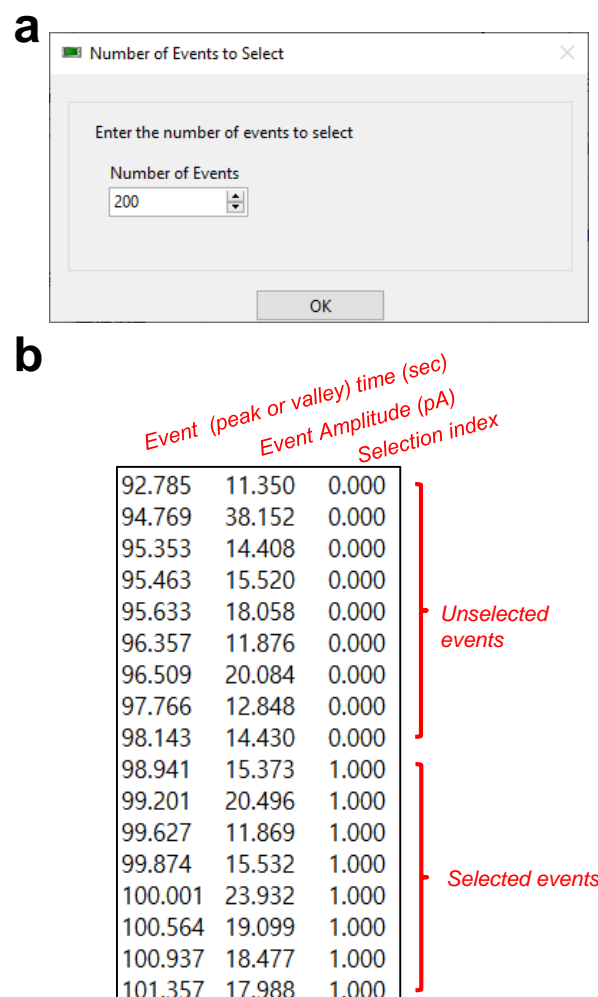 a
Number of Events to Select
Enter the number of events to select
Number of Events
200
OK
b
Event (peak or valley) time (sec)
Event Amplitude (pA)
Selection index
92.785 11.350 0.000
94.769 38.152 0.000
95.353 14.408 0.000
95.463 15.520 0.000
95.633 18.058 0.000
96.357 11.876 0.000
96.509 20.084 0.000
97.766 12.848 0.000
98.143 14.430 0.000
Unselected
events
98.941 15.373 1.000
99.201 20.496 1.000
99.627 11.869 1.000
99.874 15.532 1.000
100.001 23.932 1.000
100.564 19.099 1.000
100.937 18.477 1.000
101.357 17.988 1.000
Selected events